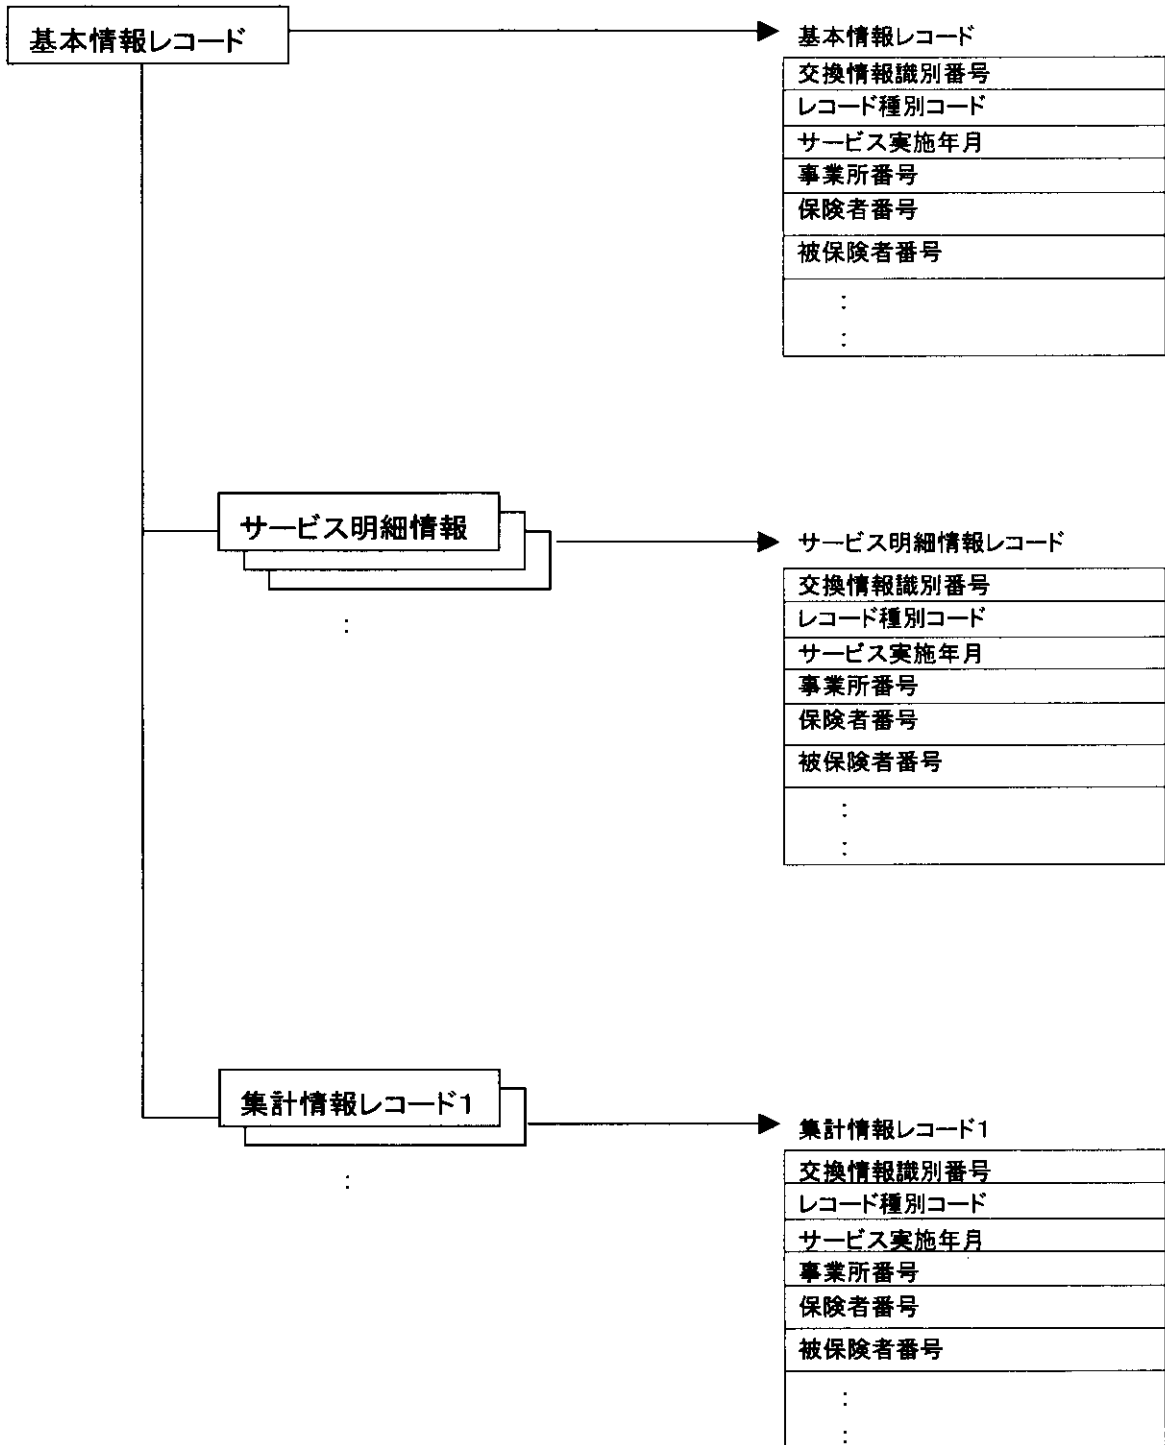 基本情報レコード
基本情報レコード
交換情報識別番号
レコード種別コード
サービス実施年月
事業所番号
保険者番号
被保険者番号
:
:
サービス明細情報
:
サービス明細情報レコード
交換情報識別番号
レコード種別コード
サービス実施年月
事業所番号
保険者番号
被保険者番号
:
:
集計情報レコード1
:
集計情報レコード1
交換情報識別番号
レコード種別コード
サービス実施年月
事業所番号
保険者番号
被保険者番号
:
: